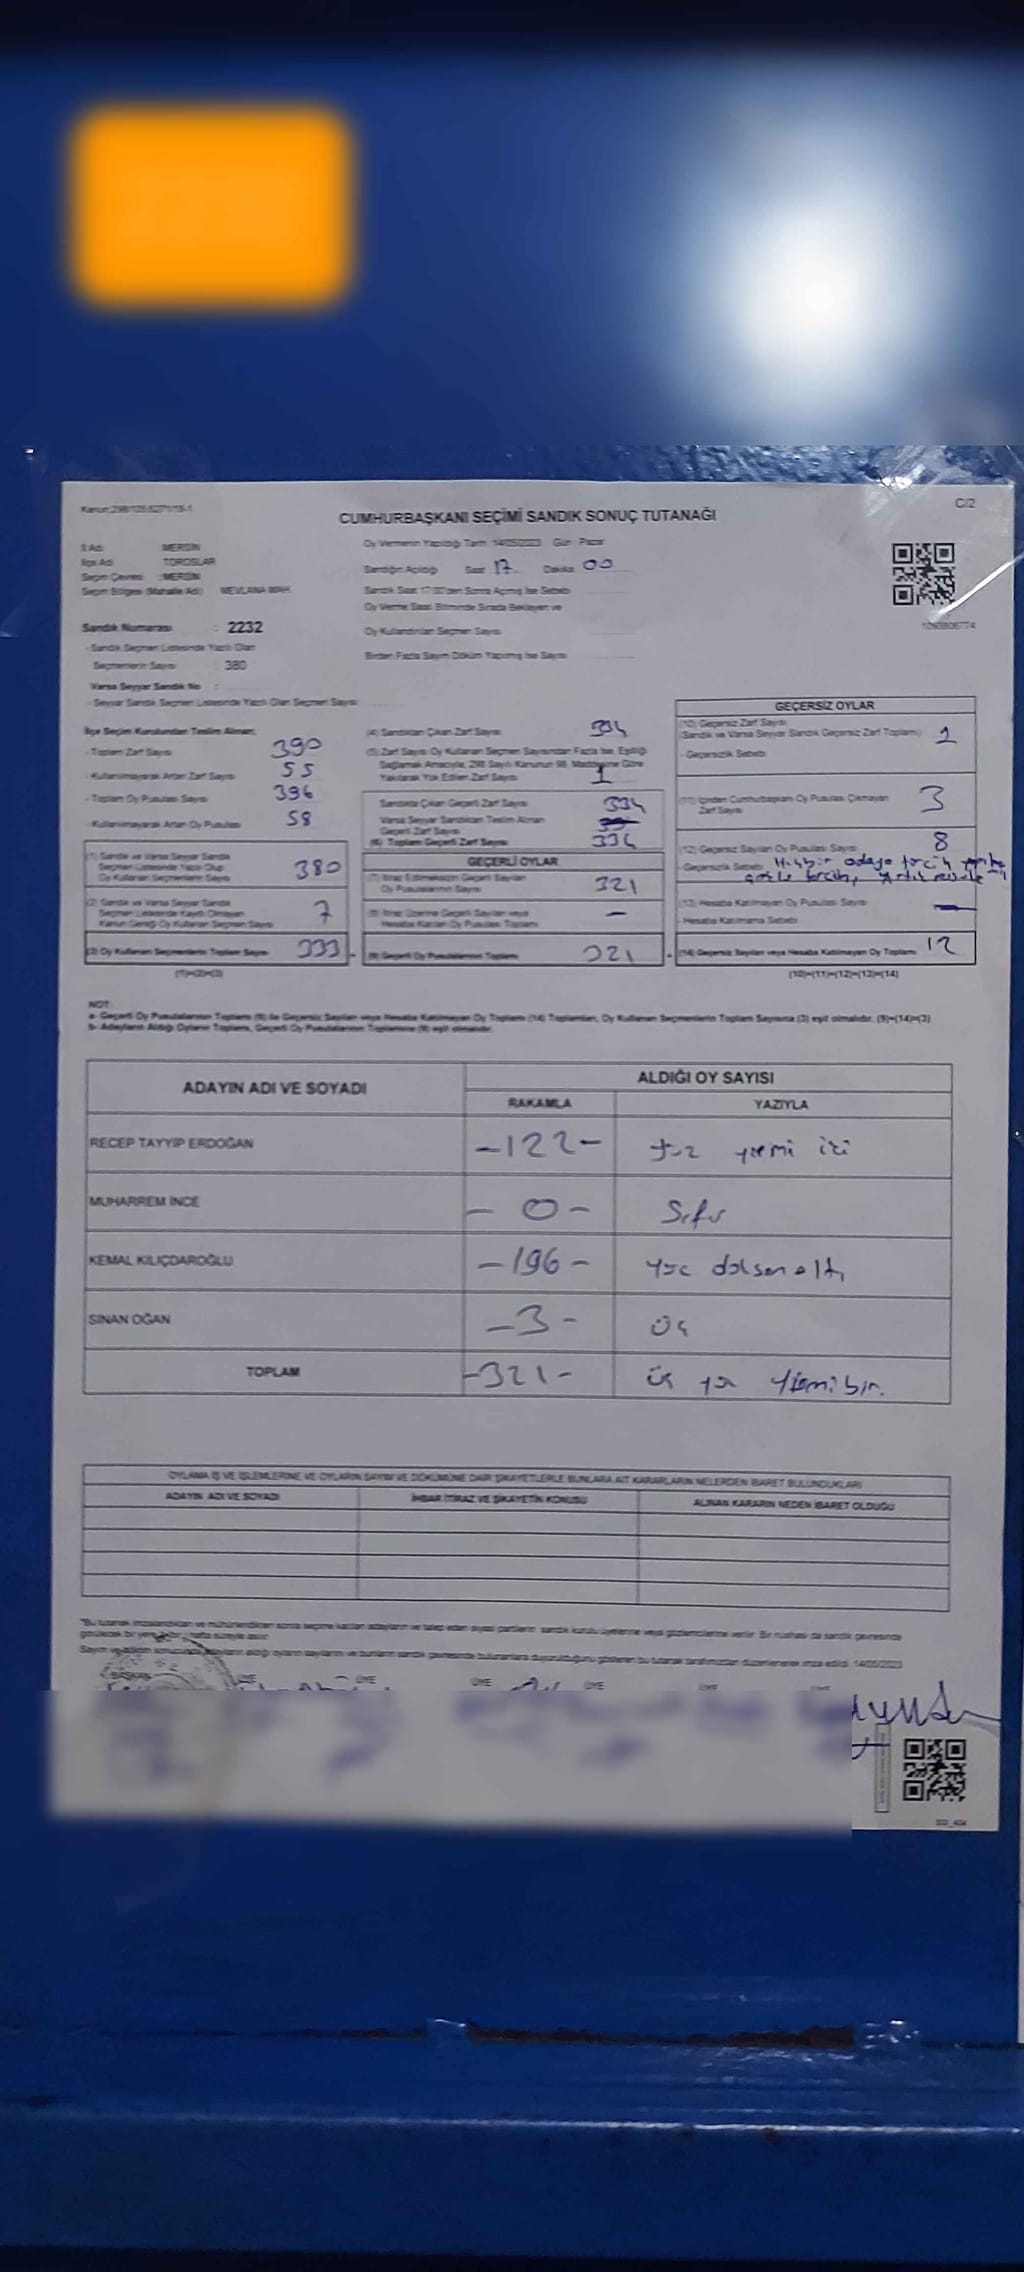 Kanun:298/105;6271/18-1
C/2
CUMHURBAŞKANI SEÇİMİ SANDIK SONUÇ TUTANAĞI
İl Adı : MERSİN
İlçe Adı : TOROSLAR
Seçim Çevresi : MERSİN
Seçim Bölgesi (Mahalle Adı) MEVLANA MAH.
Sandık Numarası : 2232
- Sandık Seçmen Listesinde Yazılı Olan
Seçmenlerin Sayısı : 380
Varsa Seyyar Sandık No :
- Seyyar Sandık Seçmen Listesinde Yazılı Olan Seçmen Sayısı
Oy Vermenin Yapıldığı Tarih 14/05/2023 Gün Pazar
Sandığın Açıldığı Saat 17 Dakika 00
Sandık Saat 17:00'den Sonra Açılmış İse Sebebi
Oy Verme Saati Bitiminde Sırada Bekleyen ve
Oy Kullandırılan Seçmen Sayısı
Birden Fazla Sayım Döküm Yapılmış İse Sayısı
1093806774
İlçe Seçim Kurulundan Teslim Alınan;
- Toplam Zarf Sayısı 390
- Kullanılmayarak Artan Zarf Sayısı 55
- Toplam Oy Pusulası Sayısı 396
- Kullanılmayarak Artan Oy Pusulası 58
(1) Sandık ve Varsa Seyyar Sandık
Seçmen Listesinde Yazılı Olup
Oy Kullanan Seçmenlerin Sayısı 380
(2) Sandık ve Varsa Seyyar Sandık
Seçmen Listesinde Kayıtlı Olmayan
Kanun Gereği Oy Kullanan Seçmen Sayısı 7
(3) Oy Kullanan Seçmenlerin Toplam Sayısı 333
(1)+(2)=(3)
(4) Sandıktan Çıkan Zarf Sayısı 334
(5) Zarf Sayısı Oy Kullanan Seçmen Sayısından Fazla İse, Eşitliği
Sağlamak Amacıyla, 298 Sayılı Kanunun 98. Maddesine Göre
Yakılarak Yok Edilen Zarf Sayısı 1
Sandıkta Çıkan Geçerli Zarf Sayısı 334
Varsa Seyyar Sandıktan Teslim Alınan
Geçerli Zarf Sayısı
(6) Toplam Geçerli Zarf Sayısı 334
GEÇERLİ OYLAR
(7) İtiraz Edilmeksizin Geçerli Sayılan
Oy Pusulalarının Sayısı 321
(8) İtiraz Üzerine Geçerli Sayılan veya
Hesaba Katılan Oy Pusulası Toplamı –
(9) Geçerli Oy Pusulalarının Toplamı 321
GEÇERSİZ OYLAR
(10) Geçersiz Zarf Sayısı
(Sandık ve Varsa Seyyar Sandık Geçersiz Zarf Toplamı) 1
- Geçersizlik Sebebi
(11) İçinden Cumhurbaşkanı Oy Pusulası Çıkmayan
Zarf Sayısı 3
(12) Geçersiz Sayılan Oy Pusulası Sayısı 8
- Geçersizlik Sebebi Hiçbir adaya tercih
(13) Hesaba Katılmayan Oy Pusulası Sayısı –
- Hesaba Katılmama Sebebi
(14) Geçersiz Sayılan veya Hesaba Katılmayan Oy Toplamı 12
(10)+(11)+(12)+(13)=(14)
NOT:
a- Geçerli Oy Pusulalarının Toplamı (9) ile Geçersiz Sayılan veya Hesaba Katılmayan Oy Toplamı (14) Toplamları, Oy Kullanan Seçmenlerin Toplam Sayısına (3) eşit olmalıdır. (9)+(14)=(3)
b- Adayların Aldığı Oyların Toplamı, Geçerli Oy Pusulalarının Toplamına (9) eşit olmalıdır.
ADAYIN ADI VE SOYADI
ALDIĞI OY SAYISI
RAKAMLA YAZIYLA
RECEP TAYYİP ERDOĞAN -122- yüz yirmi iki
MUHARREM İNCE - 0 - Sıfır
KEMAL KILIÇDAROĞLU -196- yüz doksan altı
SİNAN OĞAN -3- üç
TOPLAM -321- üç yüz yirmi bir.
OYLAMA İŞ VE İŞLEMLERİNE VE OYLARIN SAYIM VE DÖKÜMÜNE DAİR ŞİKAYETLERLE BUNLARA AİT KARARLARIN NELERDEN İBARET BULUNDUKLARI
ADAYIN ADI VE SOYADI
İHBAR İTİRAZ VE ŞİKAYETİN KONUSU
ALINAN KARARIN NEDEN İBARET OLDUĞU
*Bu tutanak imzalandıktan ve mühürlendikten sonra seçime katılan adayların ve talep eden siyasi partilerin sandık kurulu üyelerine veya gözlemcilerine verilir. Bir nüshası da sandık çevresinde
görülecek bir yere 1 (bir) hafta süreyle asılır.
Sayım ve döküm sonucunda adayların aldığı oyların sayılarını ve bunların sandık çevresinde bulunanlara duyurulduğunu gösteren bu tutanak tarafımızdan düzenlenerek imza edildi. 14/05/2023
BAŞKAN ÜYE ÜYE ÜYE ÜYE ÜYE ÜYE